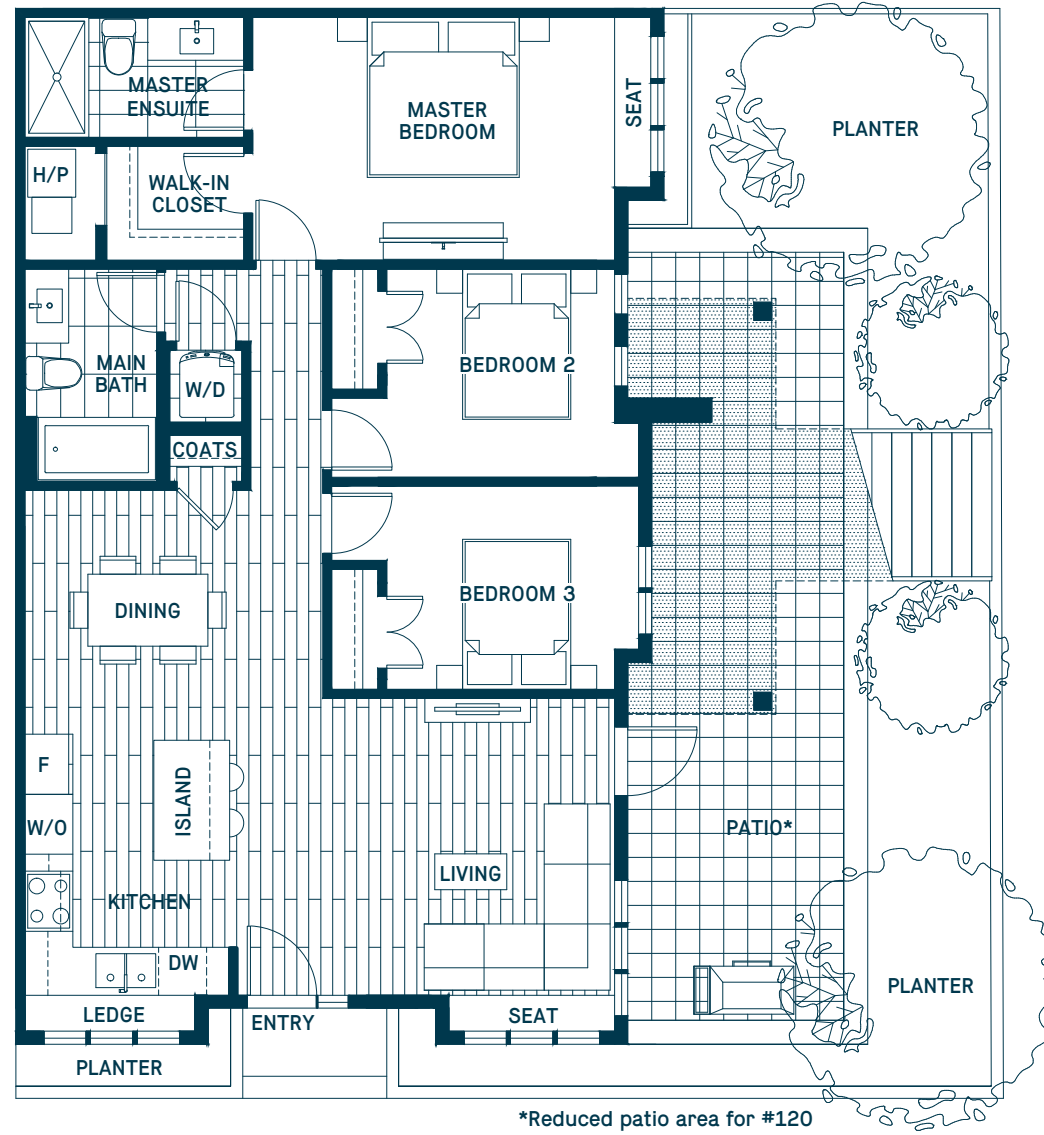 MASTER
ENSUITE
MASTER
BEDROOM
SEAT
PLANTER
H/P
WALK-IN
CLOSET
MAIN
BATH
W/D
BEDROOM 2
COATS
DINING
BEDROOM 3
F
ISLAND
W/O
PATIO*
LIVING
KITCHEN
DW
PLANTER
LEDGE
ENTRY
SEAT
PLANTER
*Reduced patio area for #120